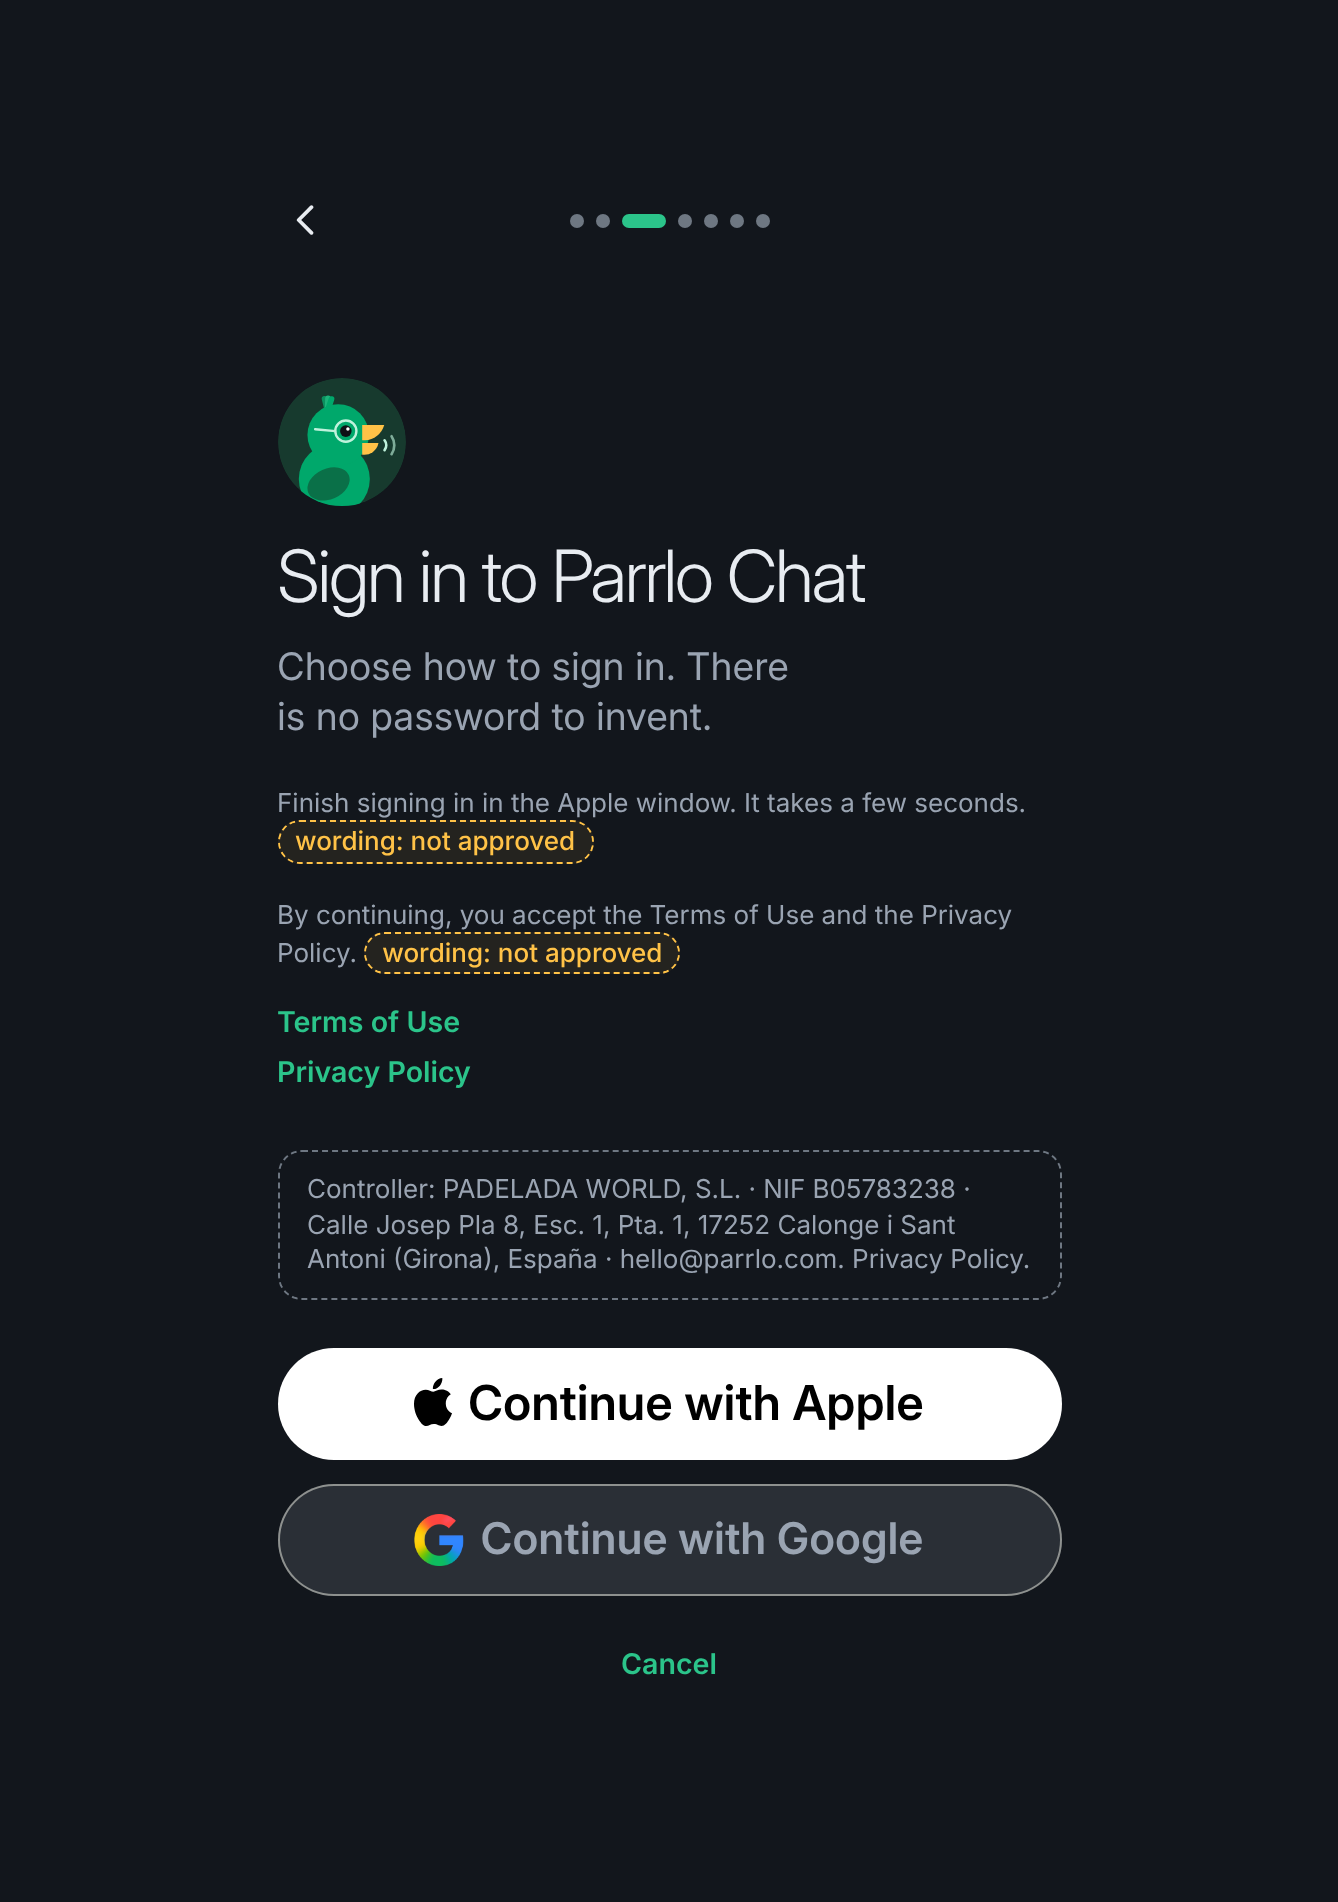 Sign in to Parrlo Chat
Choose how to sign in. There
is no password to invent.
Finish signing in in the Apple window. It takes a few seconds.
wording: not approved
By continuing, you accept the Terms of Use and the Privacy
Policy. wording: not approved
Terms of Use
Privacy Policy
Controller: PADELADA WORLD, S.L. · NIF B05783238 ·
Calle Josep Pla 8, Esc. 1, Pta. 1, 17252 Calonge i Sant
Antoni (Girona), España · hello@parrlo.com. Privacy Policy.
Continue with Apple
Continue with Google
Cancel